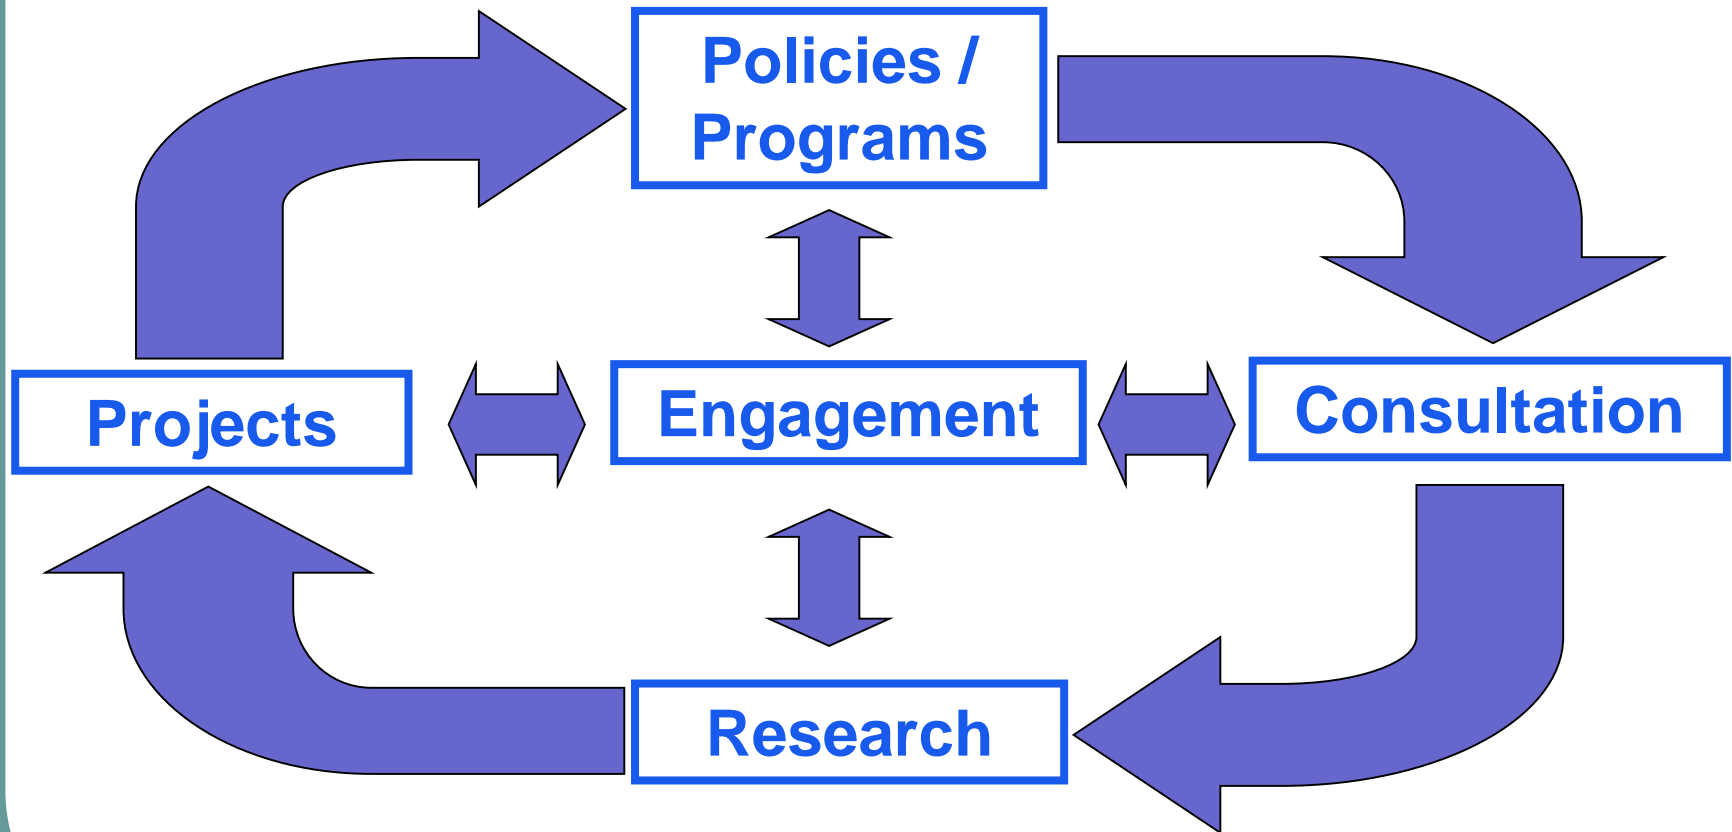 Policies /
Programs
Projects
Engagement
Consultation
Research